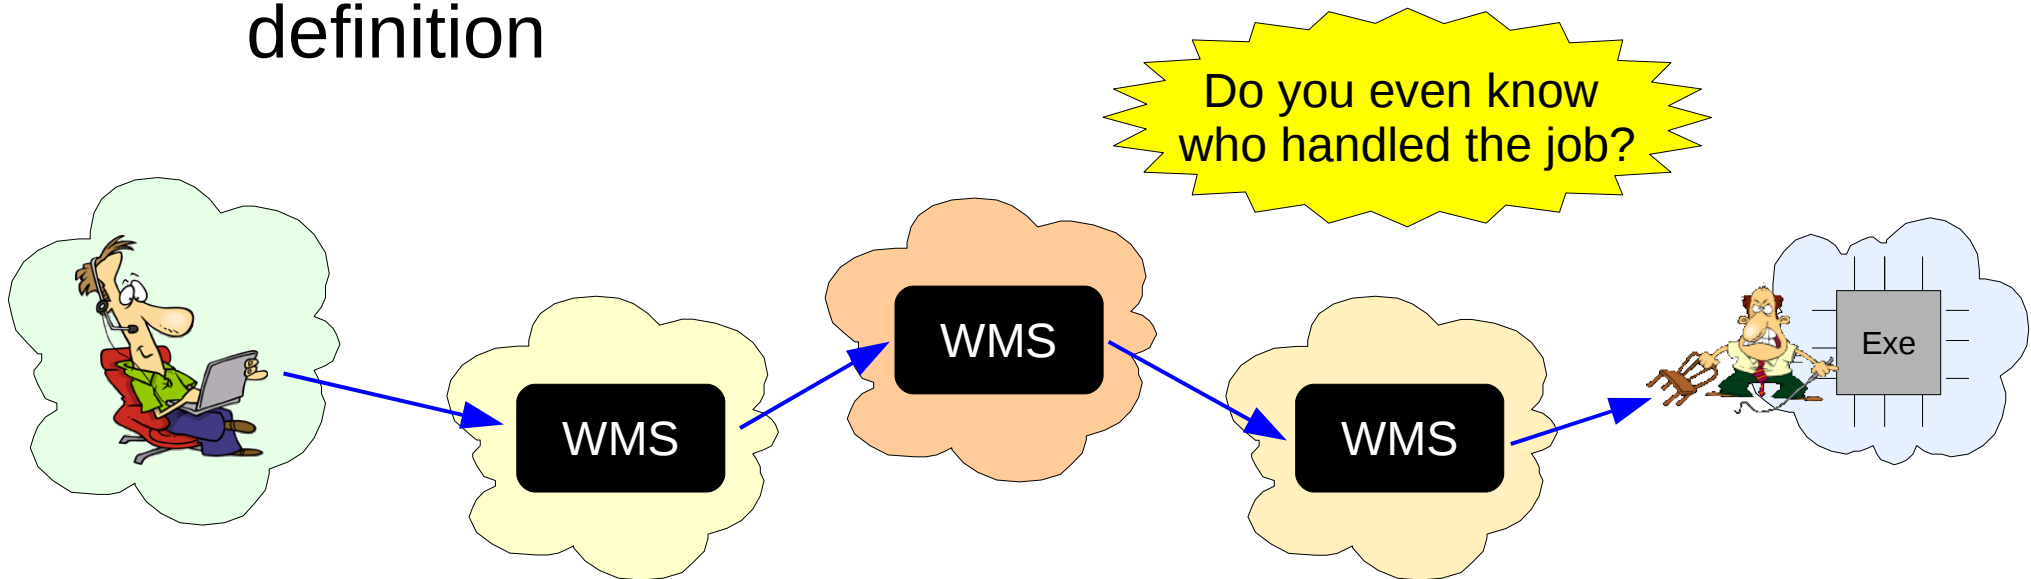 definition
Do you even know
who handled the job?
WMS
WMS
WMS
Exe